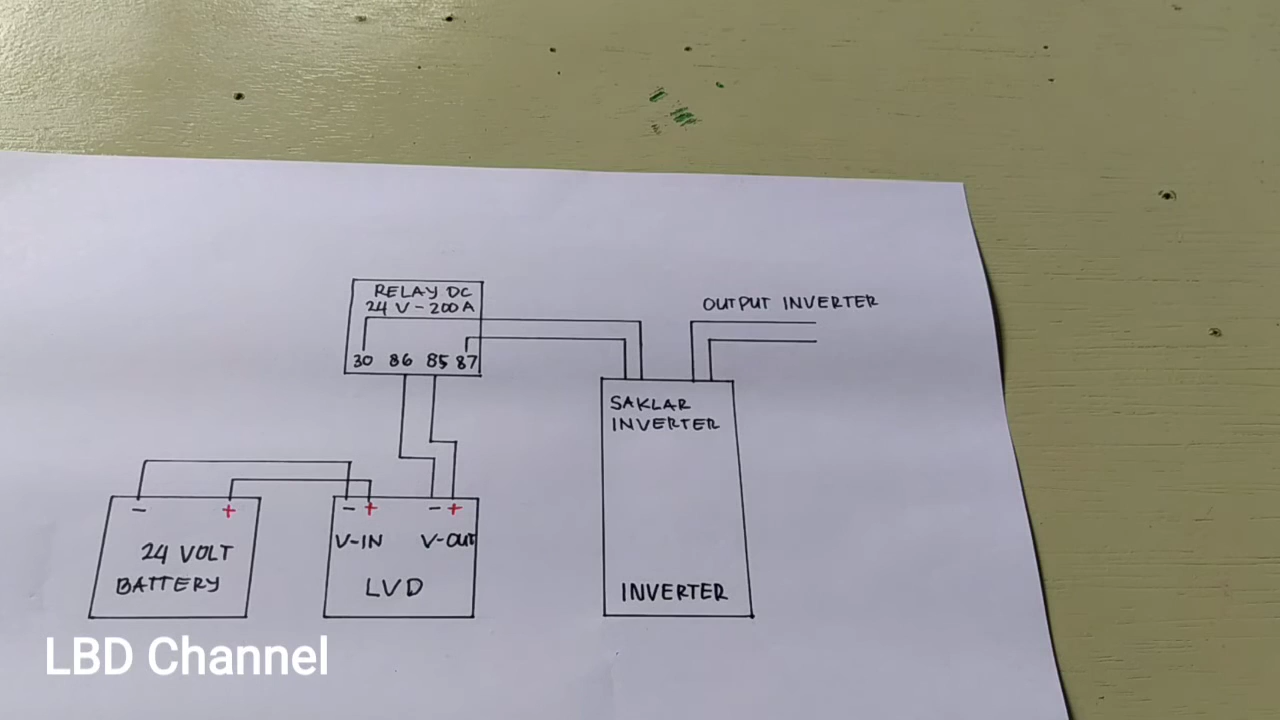 RELAY DC
24 V - 200A
30 86 85 87
OUTPUT INVERTER
SAKLAR
INVERTER
INVERTER
- +
24 VOLT
BATTERY
- + - +
V-IN V-OUT
LVD
LBD Channel